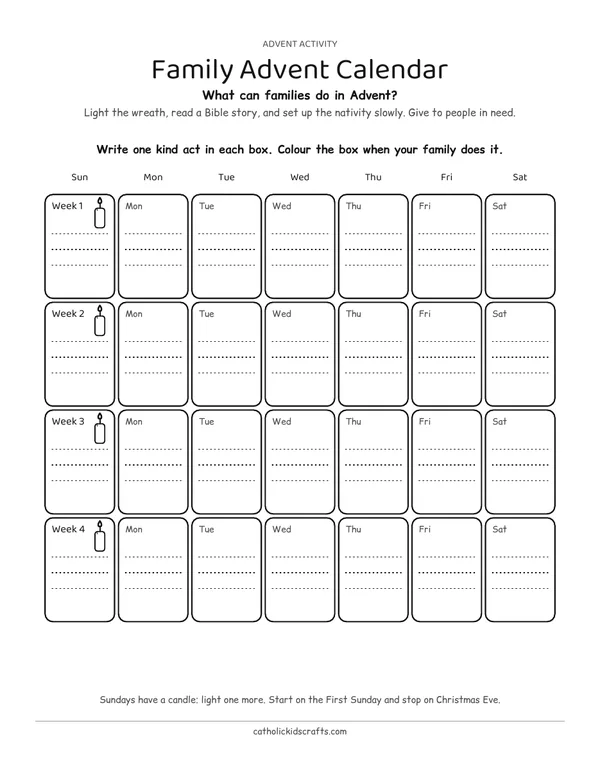 ADVENT ACTIVITY
Family Advent Calendar
What can families do in Advent?
Light the wreath, read a Bible story, and set up the nativity slowly. Give to people in need.
Write one kind act in each box. Colour the box when your family does it.
Sun Mon Tue Wed Thu Fri Sat
Week 1 Mon Tue Wed Thu Fri Sat
Week 2 Mon Tue Wed Thu Fri Sat
Week 3 Mon Tue Wed Thu Fri Sat
Week 4 Mon Tue Wed Thu Fri Sat
Sundays have a candle: light one more. Start on the First Sunday and stop on Christmas Eve.
catholickidscrafts.com